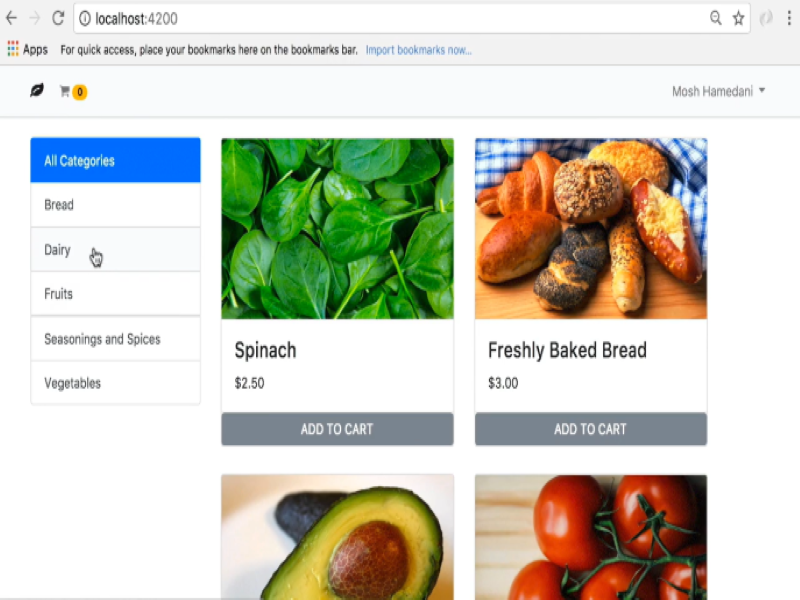 localhost:4200
Apps For quick access, place your bookmarks here on the bookmarks bar. Import bookmarks now...
0
Mosh Hamedani
All Categories
Bread
Dairy
Fruits
Seasonings and Spices
Vegetables
Spinach
$2.50
ADD TO CART
Freshly Baked Bread
$3.00
ADD TO CART